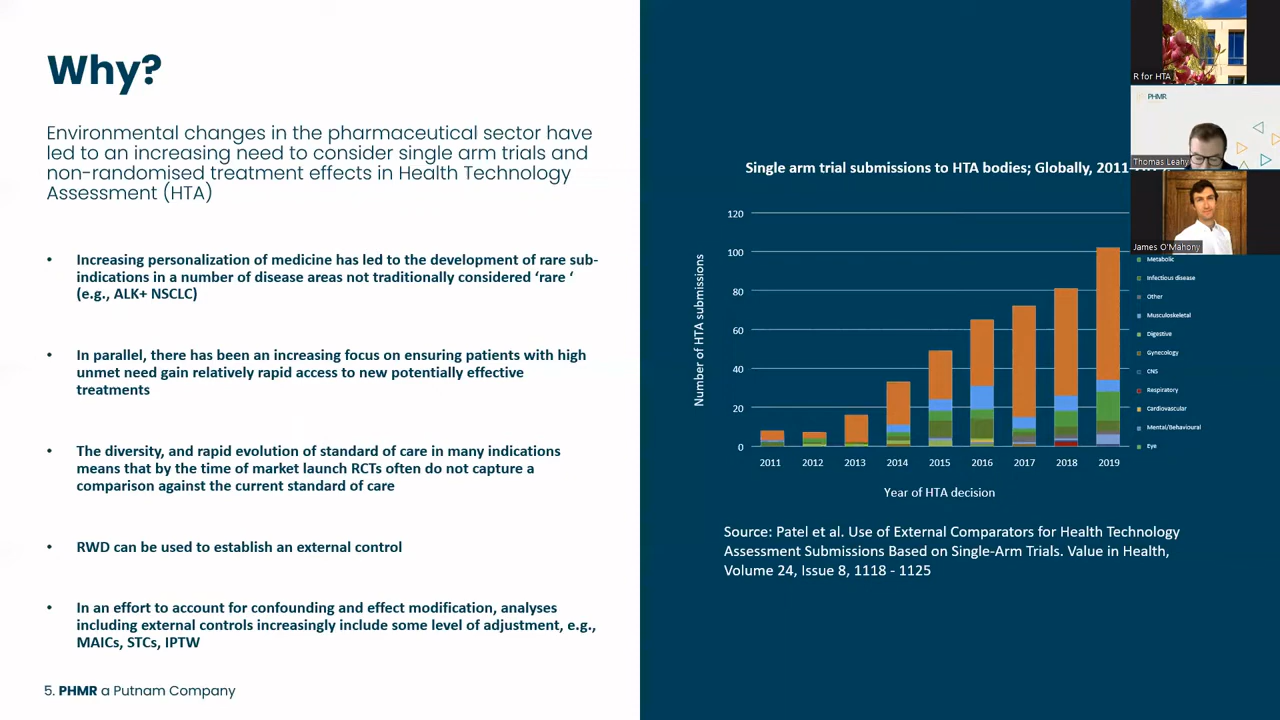 Why?
Environmental changes in the pharmaceutical sector have
led to an increasing need to consider single arm trials and
non-randomised treatment effects in Health Technology
Assessment (HTA)
• Increasing personalization of medicine has led to the development of rare sub-
indications in a number of disease areas not traditionally considered ‘rare ‘
(e.g., ALK+ NSCLC)
• In parallel, there has been an increasing focus on ensuring patients with high
unmet need gain relatively rapid access to new potentially effective
treatments
• The diversity, and rapid evolution of standard of care in many indications
means that by the time of market launch RCTs often do not capture a
comparison against the current standard of care
• RWD can be used to establish an external control
• In an effort to account for confounding and effect modification, analyses
including external controls increasingly include some level of adjustment, e.g.,
MAICs, STCs, IPTW
5. PHMR a Putnam Company
Single arm trial submissions to HTA bodies; Globally, 2011-
Number of HTA submissions
120
100
80
60
40
20
0
2011 2012 2013 2014 2015 2016 2017 2018 2019
Year of HTA decision
Metabolic
Infectious disease
Other
Musculoskeletal
Digestive
Gynecology
CNS
Respiratory
Cardiovascular
Mental/Behavioural
Eye
Source: Patel et al. Use of External Comparators for Health Technology
Assessment Submissions Based on Single-Arm Trials. Value in Health,
Volume 24, Issue 8, 1118 - 1125
R for HTA
PHMR
Thomas Leahy
James O'Mahony